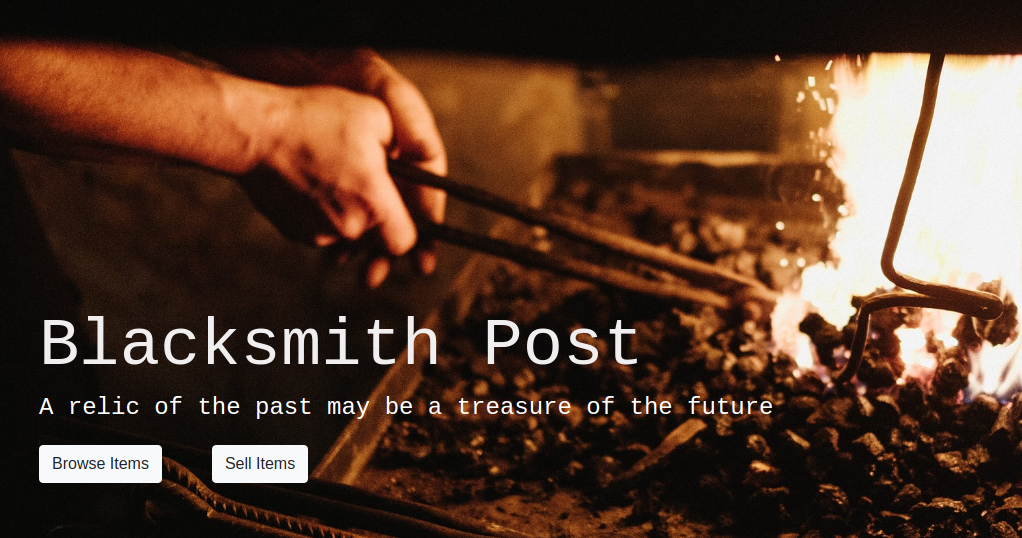 Blacksmith Post
A relic of the past may be a treasure of the future
Browse Items Sell Items